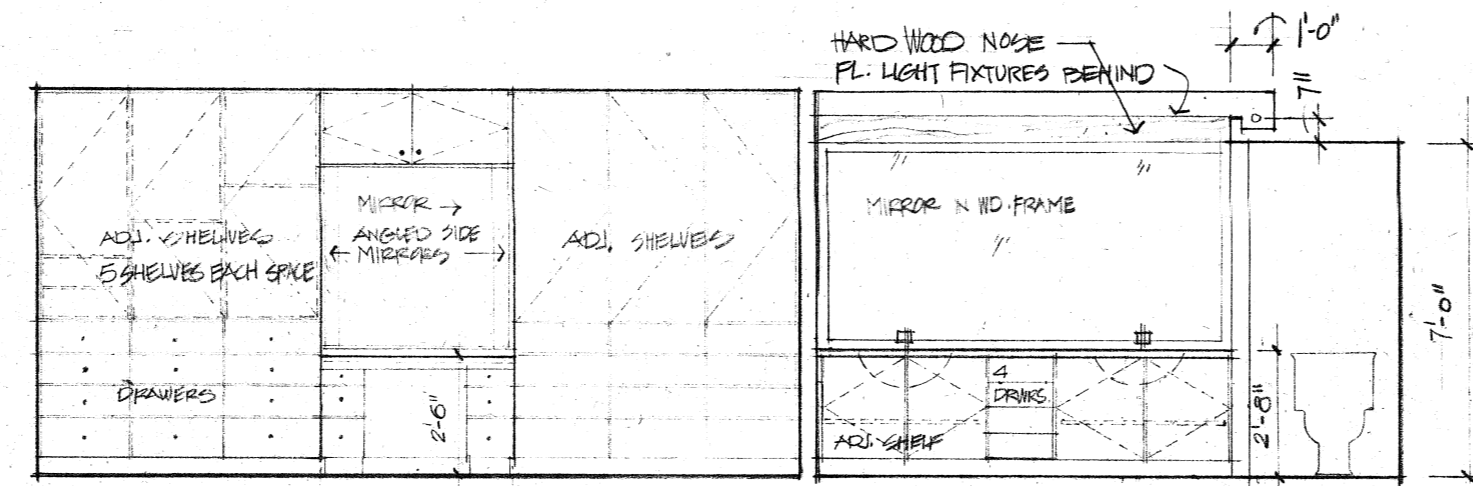 HARD WOOD NOSE
FL. LIGHT FIXTURES BEHIND
1'-0"
7"
MIRROR
ANGLED SIDE
MIRRORS
ADJ. SHELVES
5 SHELVES EACH SPACE
ADJ. SHELVES
DRAWERS
2'-6"
MIRROR N WD. FRAME
4
DRWRS.
ADJ. SHELF
2'-8"
7'-0"